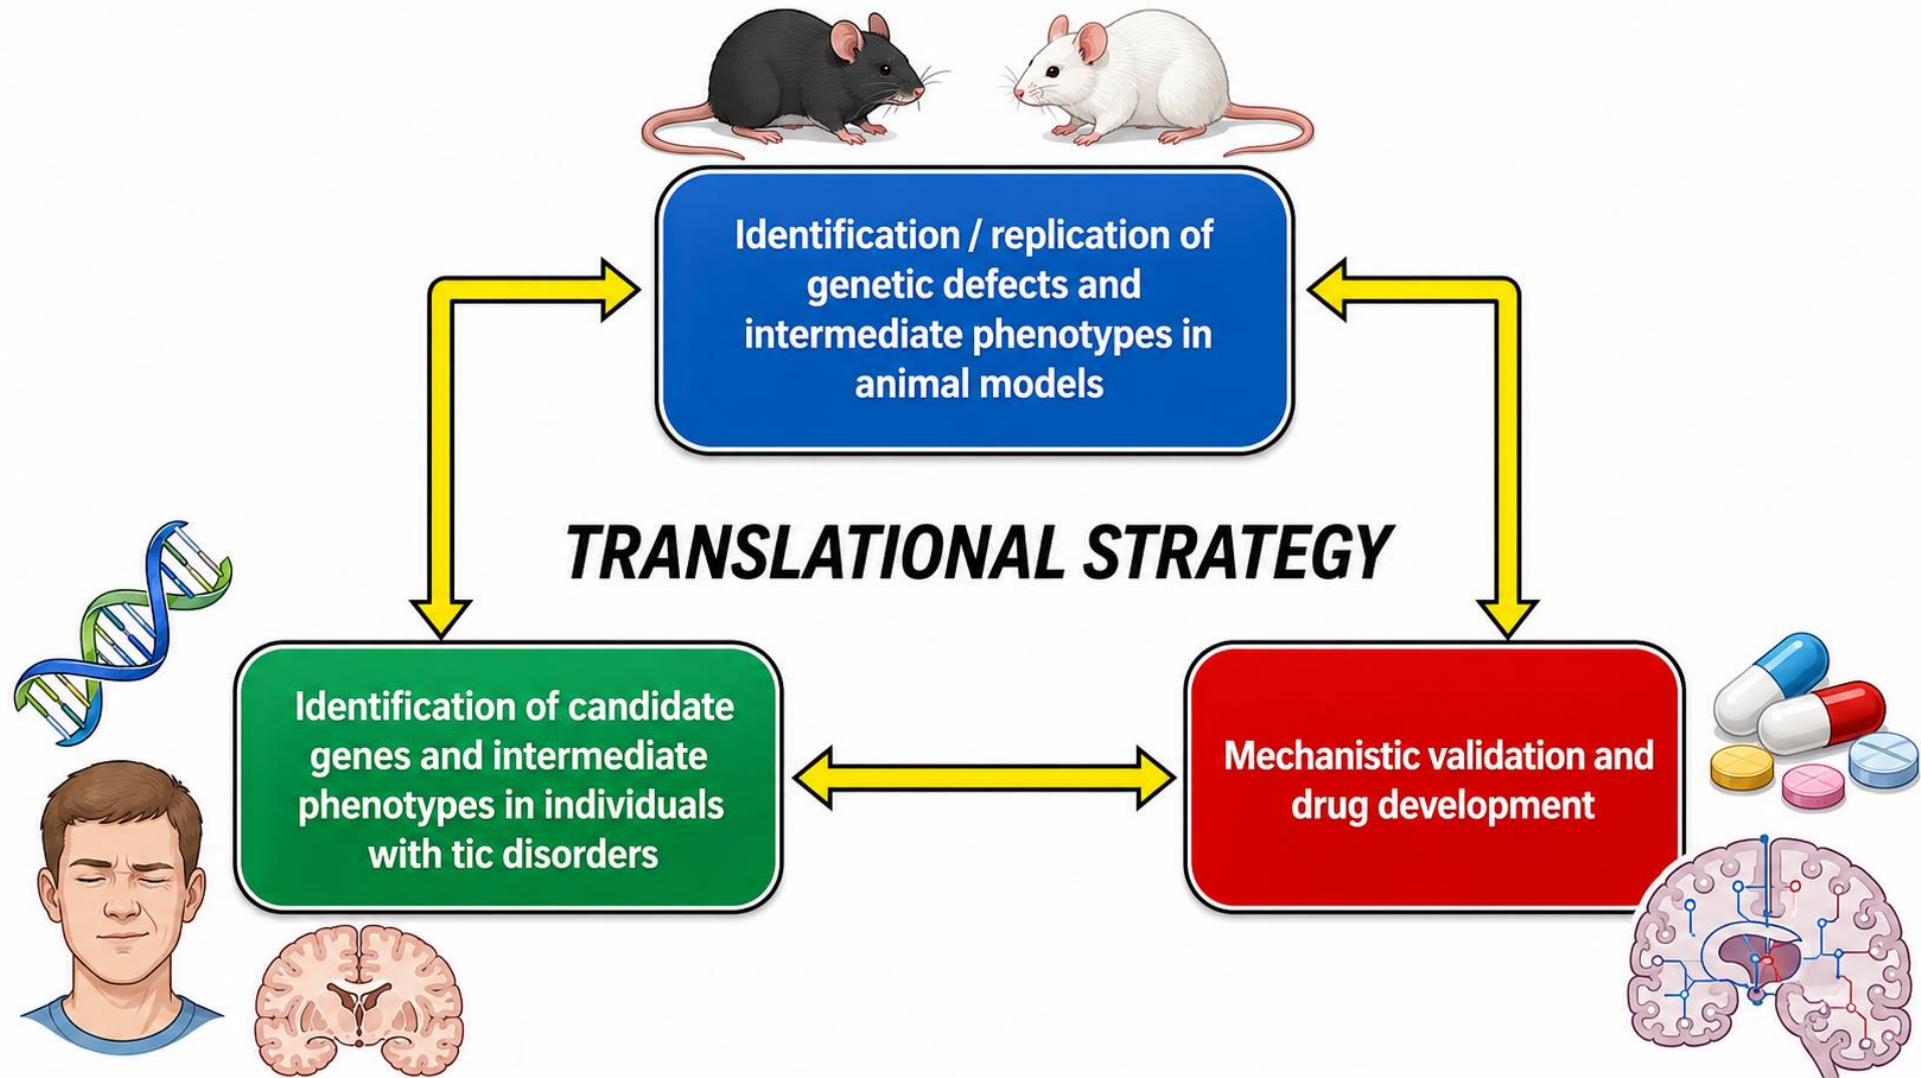 Identification / replication of
genetic defects and
intermediate phenotypes in
animal models
TRANSLATIONAL STRATEGY
Identification of candidate
genes and intermediate
phenotypes in individuals
with tic disorders
Mechanistic validation and
drug development